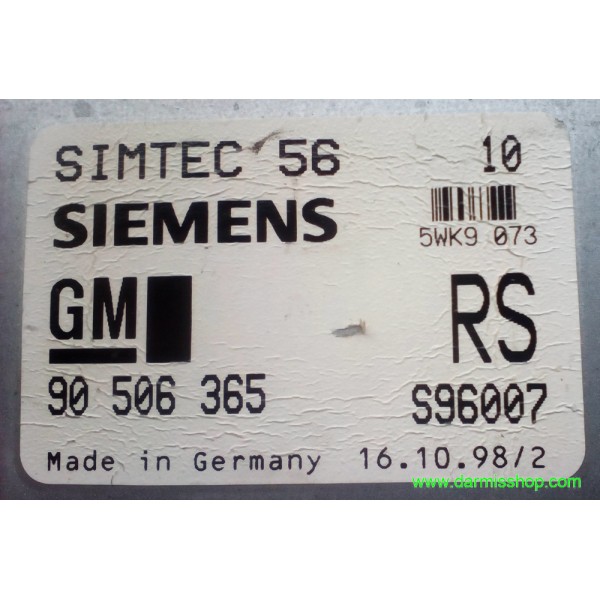 SIMTEC 56 10
SIEMENS
5WK9 073
GM RS
90 506 365 S96007
Made in Germany 16.10.98/2
www.darmisshop.com